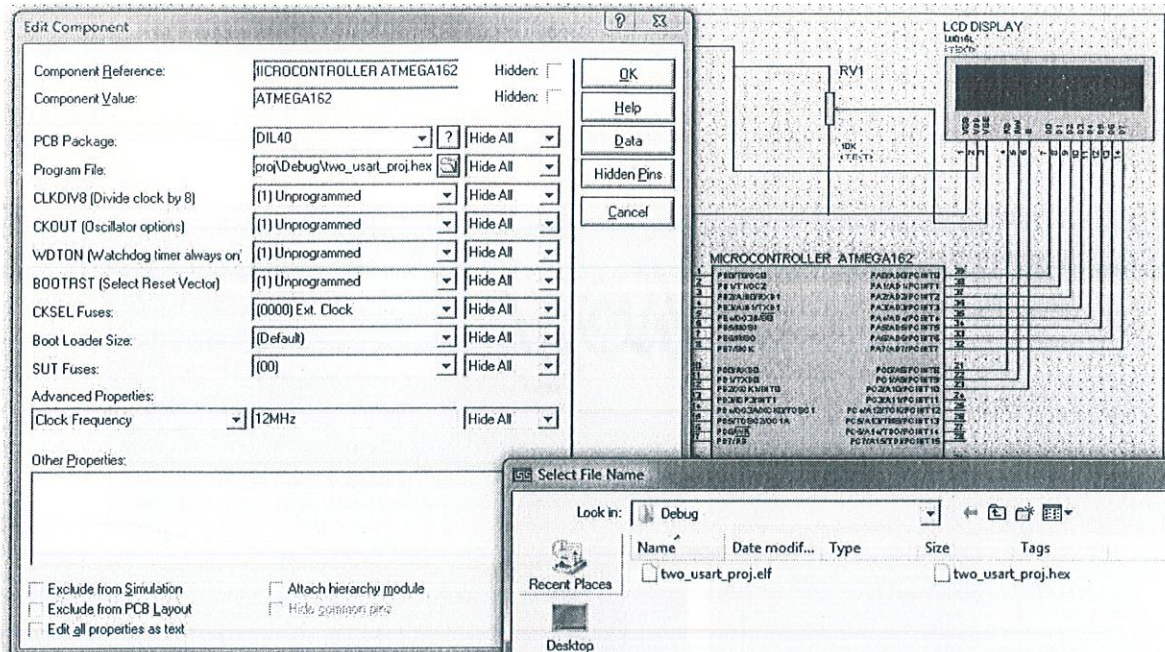 Edit Component
Component Reference: MICROCONTROLLER ATMEGA162 Hidden:
Component Value: ATMEGA162 Hidden:
PCB Package: DIL40 ? Hide All
Program File: proj\Debug\two_usart_proj.hex Hide All
CLKDIV8 (Divide clock by 8) (1) Unprogrammed Hide All
CKOUT (Oscillator options) (1) Unprogrammed Hide All
WDTON (Watchdog timer always on) (1) Unprogrammed Hide All
BOOTRST (Select Reset Vector) (1) Unprogrammed Hide All
CKSEL Fuses: (0000) Ext. Clock Hide All
Boot Loader Size: (Default) Hide All
SUT Fuses: (00) Hide All
Advanced Properties:
Clock Frequency 12MHz Hide All
Other Properties:
Exclude from Simulation
Exclude from PCB Layout
Edit all properties as text
Attach hierarchy module
Hide common pins
OK
Help
Data
Hidden Pins
Cancel
LCD DISPLAY
LM016L
<TEXT>
RV1
10K
<TEXT>
MICROCONTROLLER ATMEGA162
Select File Name
Look in: Debug
Name Date modif... Type Size Tags
two_usart_proj.elf two_usart_proj.hex
Recent Places
Desktop